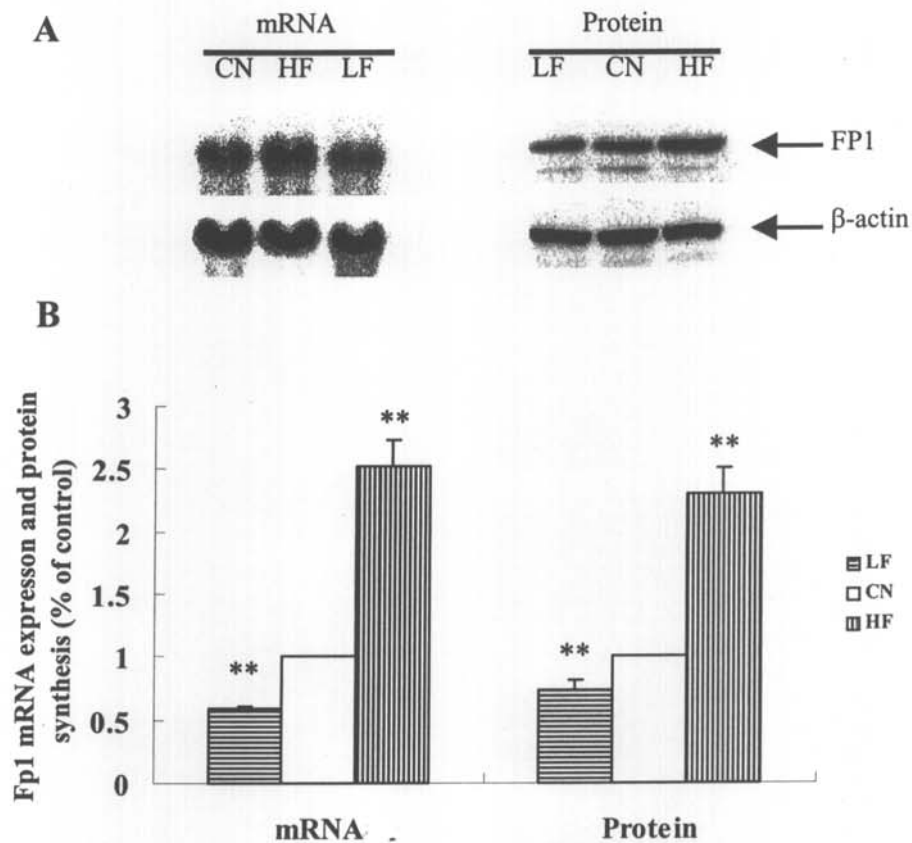 A
mRNA
Protein
CN HF LF
LF CN HF
FP1
β-actin
B
Fp1 mRNA expresson and protein
synthesis (% of control)
3
2.5
2
1.5
1
0.5
0
**
**
**
**
LF
CN
HF
mRNA
Protein